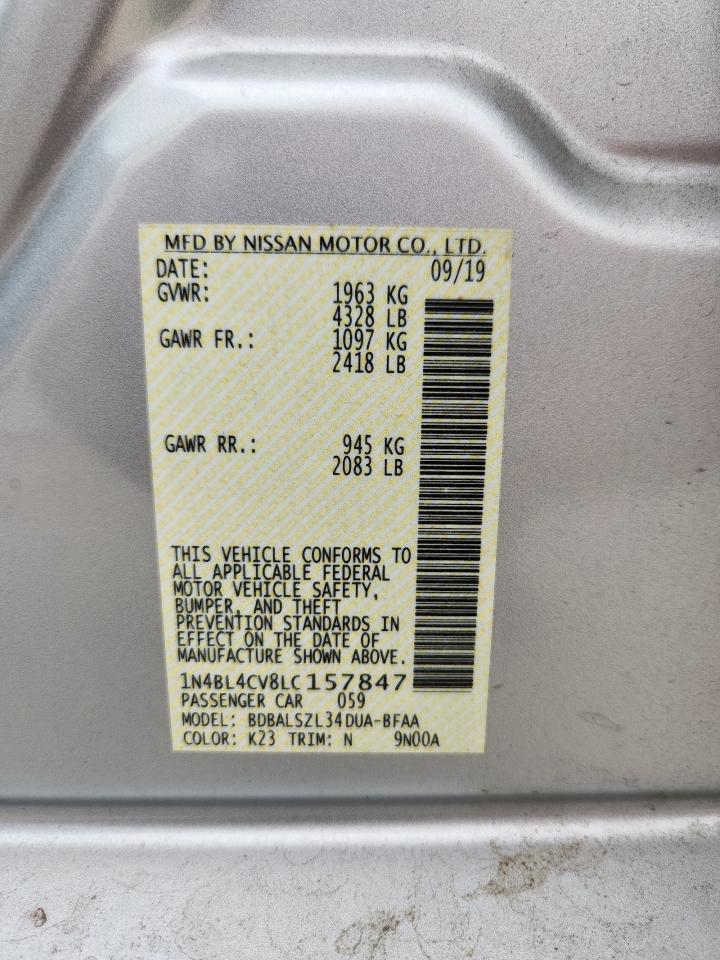 MFD BY NISSAN MOTOR CO., LTD.
DATE: 09/19
GVWR: 1963 KG
4328 LB
GAWR FR.: 1097 KG
2418 LB
GAWR RR.: 945 KG
2083 LB
THIS VEHICLE CONFORMS TO
ALL APPLICABLE FEDERAL
MOTOR VEHICLE SAFETY,
BUMPER, AND THEFT
PREVENTION STANDARDS IN
EFFECT ON THE DATE OF
MANUFACTURE SHOWN ABOVE.
1N4BL4CV8LC157847
PASSENGER CAR 059
MODEL: BDBALSZL34DUA-BFAA
COLOR: K23 TRIM: N 9N00A